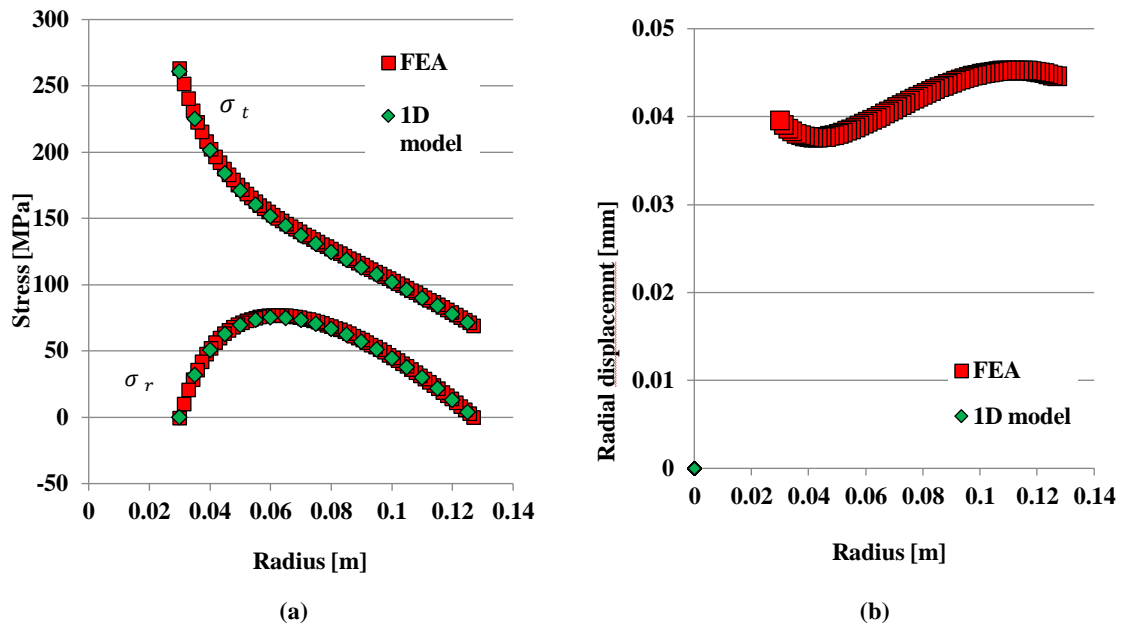 300
250
200
150
100
50
0
-50
Stress [MPa]
0 0.02 0.04 0.06 0.08 0.1 0.12 0.14
Radius [m]
FEA
1D
model
σ t
σ r
(a)
0.05
0.04
0.03
0.02
0.01
0
Radial displacemnt [mm]
0 0.02 0.04 0.06 0.08 0.1 0.12 0.14
Radius [m]
FEA
1D model
(b)